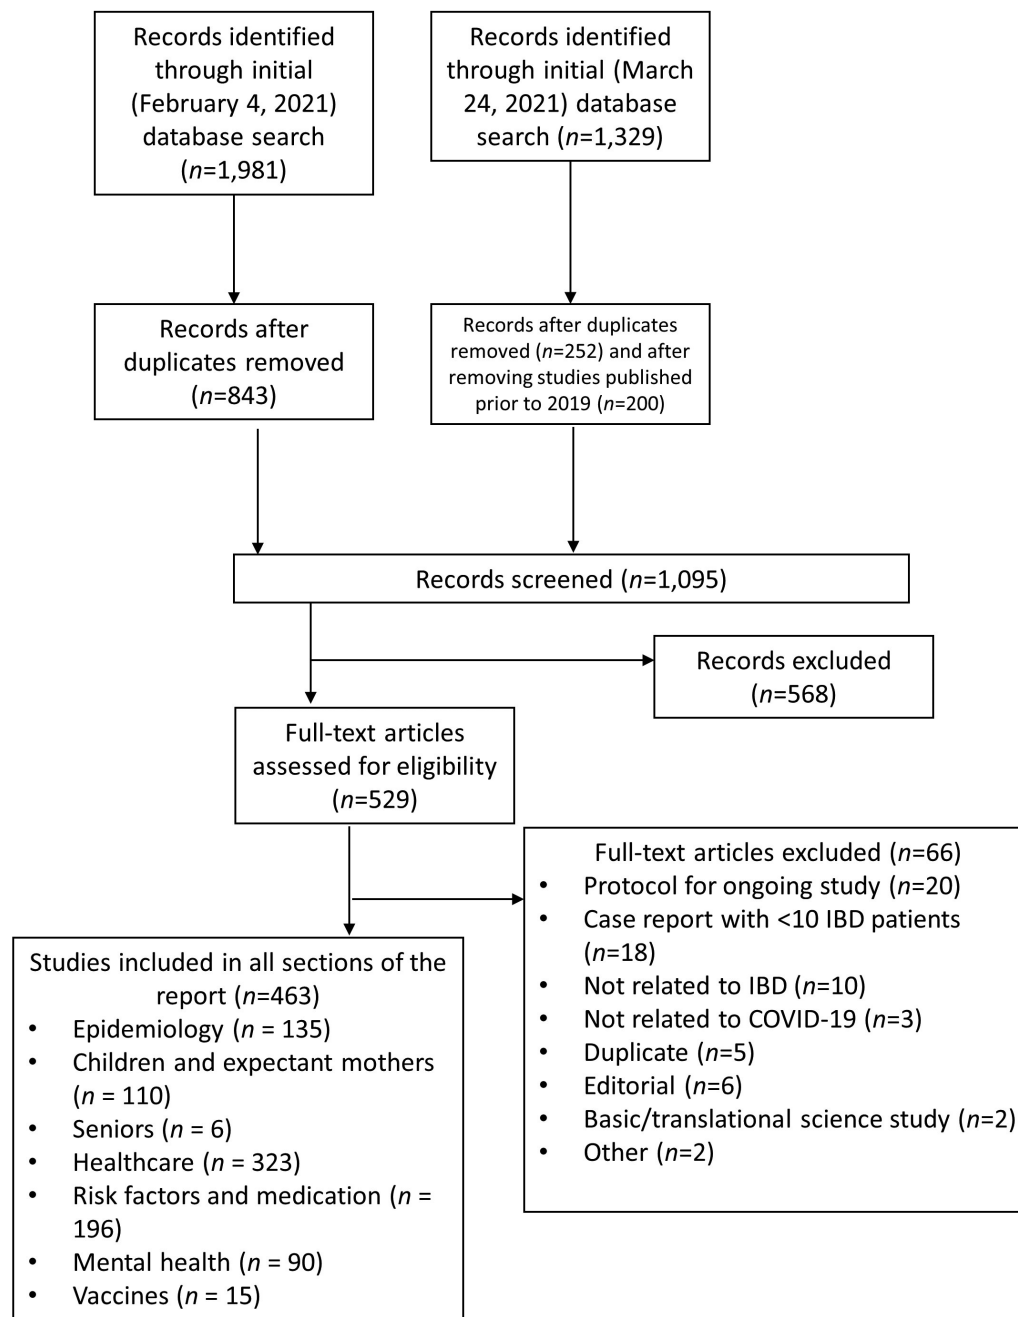 Records identified
through initial
(February 4, 2021)
database search
(n=1,981)
Records identified
through initial (March
24, 2021) database
search (n=1,329)
Records after
duplicates removed
(n=843)
Records after duplicates
removed (n=252) and after
removing studies published
prior to 2019 (n=200)
Records screened (n=1,095)
Records excluded
(n=568)
Full-text articles
assessed for eligibility
(n=529)
Full-text articles excluded (n=66)
• Protocol for ongoing study (n=20)
• Case report with <10 IBD patients
(n=18)
• Not related to IBD (n=10)
• Not related to COVID-19 (n=3)
• Duplicate (n=5)
• Editorial (n=6)
• Basic/translational science study (n=2)
• Other (n=2)
Studies included in all sections of the
report (n=463)
• Epidemiology (n = 135)
• Children and expectant mothers
(n = 110)
• Seniors (n = 6)
• Healthcare (n = 323)
• Risk factors and medication (n =
196)
• Mental health (n = 90)
• Vaccines (n = 15)